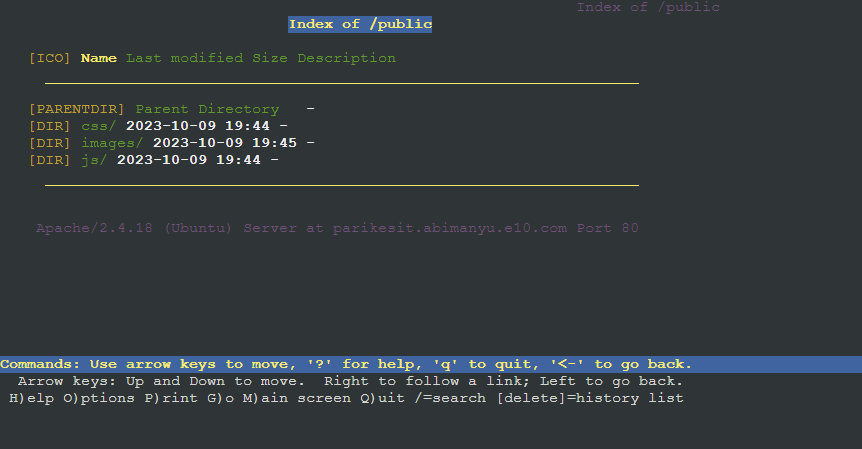 Index of /public
Index of /public
[ICO] Name Last modified Size Description
[PARENTDIR] Parent Directory -
[DIR] css/ 2023-10-09 19:44 -
[DIR] images/ 2023-10-09 19:45 -
[DIR] js/ 2023-10-09 19:44 -
Apache/2.4.18 (Ubuntu) Server at parikesit.abimanyu.e10.com Port 80
Commands: Use arrow keys to move, '?' for help, 'q' to quit, '<-' to go back.
Arrow keys: Up and Down to move. Right to follow a link; Left to go back.
H)elp O)ptions P)rint G)o M)ain screen Q)uit /=search [delete]=history list